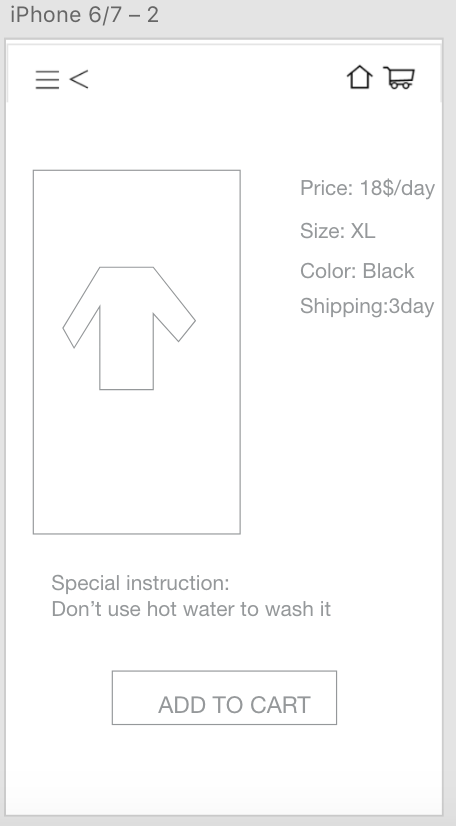 iPhone 6/7 – 2
Price: 18$/day
Size: XL
Color: Black
Shipping:3day
Special instruction:
Don’t use hot water to wash it
ADD TO CART